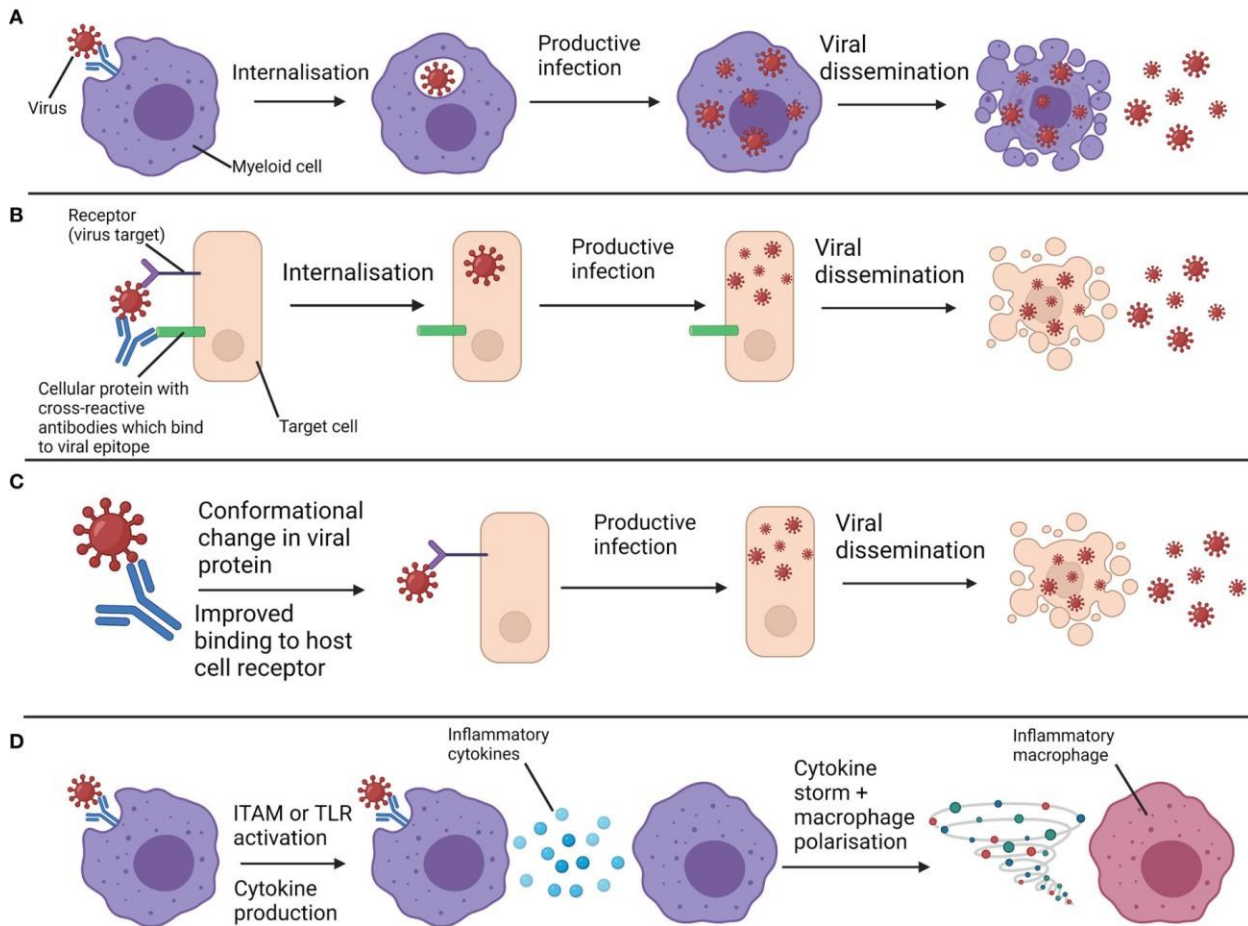 A
Virus
Myeloid cell
Internalisation
Productive
infection
Viral
dissemination
B
Receptor
(virus target)
Cellular protein with
cross-reactive
antibodies which bind
to viral epitope
Target cell
Internalisation
Productive
infection
Viral
dissemination
C
Conformational
change in viral
protein
Improved
binding to host
cell receptor
Productive
infection
Viral
dissemination
D
ITAM or TLR
activation
Cytokine
production
Inflammatory
cytokines
Cytokine
storm +
macrophage
polarisation
Inflammatory
macrophage